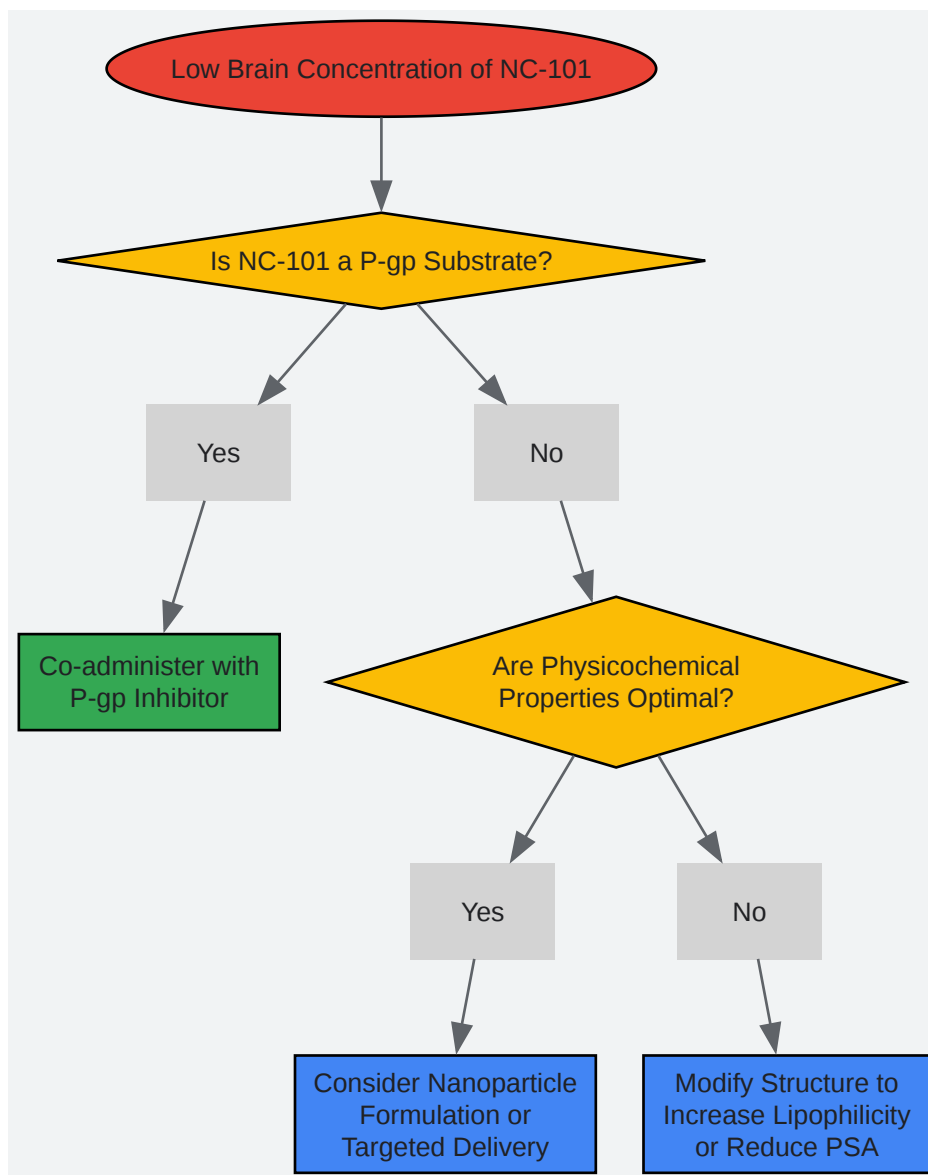 Low Brain Concentration of NC-101
Is NC-101 a P-gp Substrate?
Yes
No
Co-administer with
P-gp Inhibitor
Are Physicochemical
Properties Optimal?
Yes
No
Consider Nanoparticle
Formulation or
Targeted Delivery
Modify Structure to
Increase Lipophilicity
or Reduce PSA